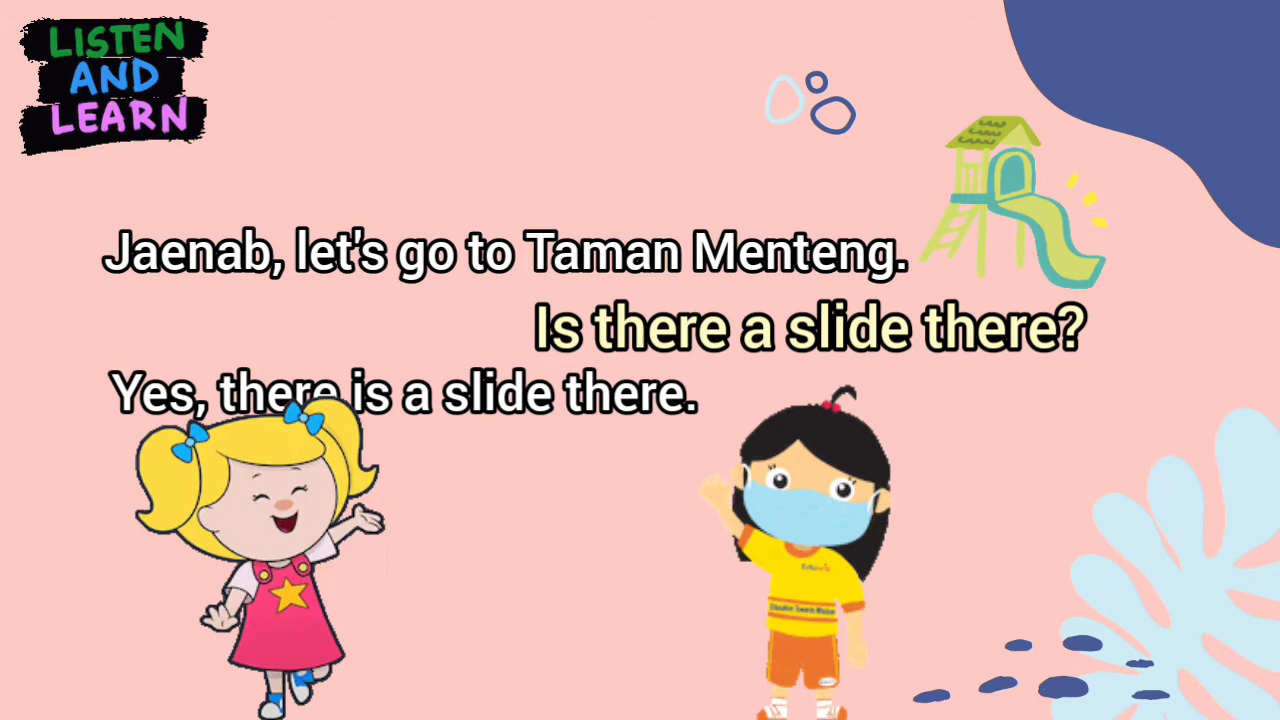 LISTEN
AND
LEARN
Jaenab, let's go to Taman Menteng.
Is there a slide there?
Yes, there is a slide there.